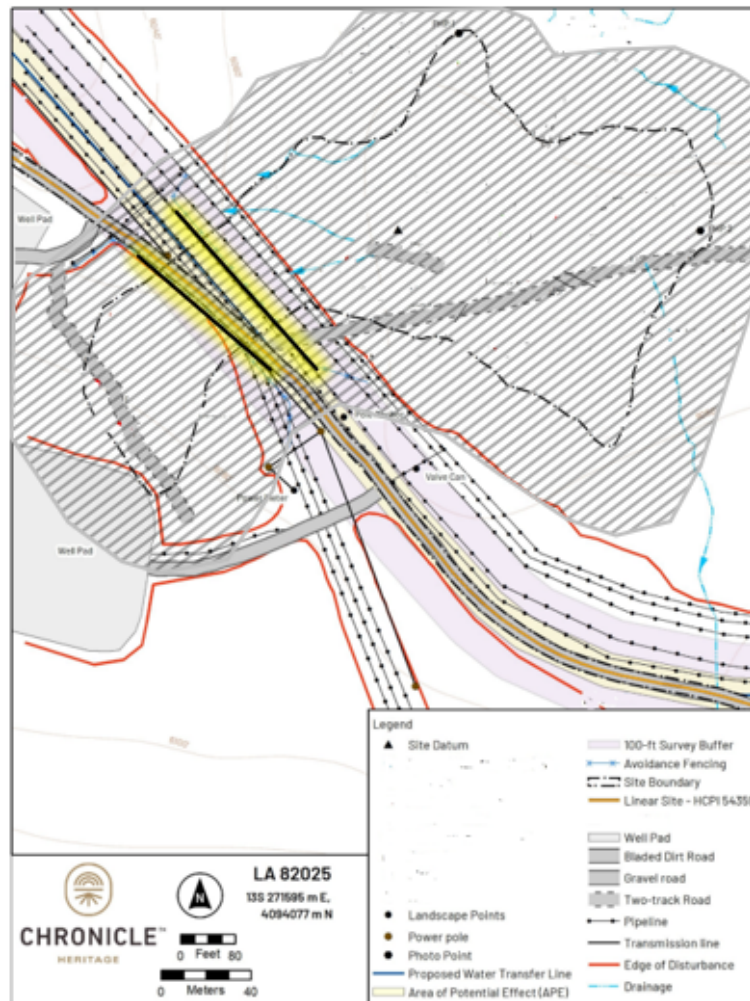 Well Pad
Valve Can
Power Meter
Well Pad
Legend
Site Datum
Landscape Points
Power pole
Photo Point
Proposed Water Transfer Line
Area of Potential Effect (APE)
100-ft Survey Buffer
Avoidance Fencing
Site Boundary
Linear Site - HCPI 5435
Well Pad
Bladed Dirt Road
Gravel road
Two-track Road
Pipeline
Transmission line
Edge of Disturbance
Drainage
N
LA 82025
13S 271595 m E,
4094077 m N
CHRONICLE™
HERITAGE
0 Feet 80
0 40
Meters